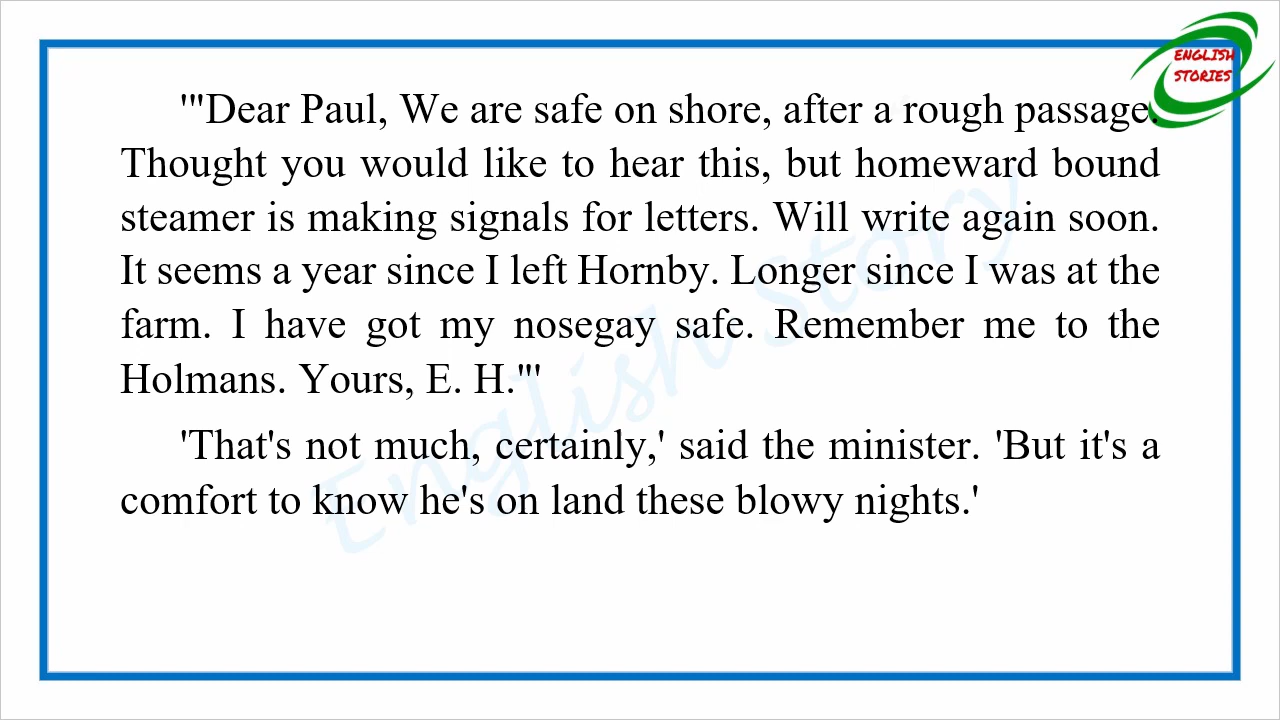 ENGLISH
STORIES
'"Dear Paul, We are safe on shore, after a rough passage.
Thought you would like to hear this, but homeward bound
steamer is making signals for letters. Will write again soon.
It seems a year since I left Hornby. Longer since I was at the
farm. I have got my nosegay safe. Remember me to the
Holmans. Yours, E. H."'
'That's not much, certainly,' said the minister. 'But it's a
comfort to know he's on land these blowy nights.'
English Story